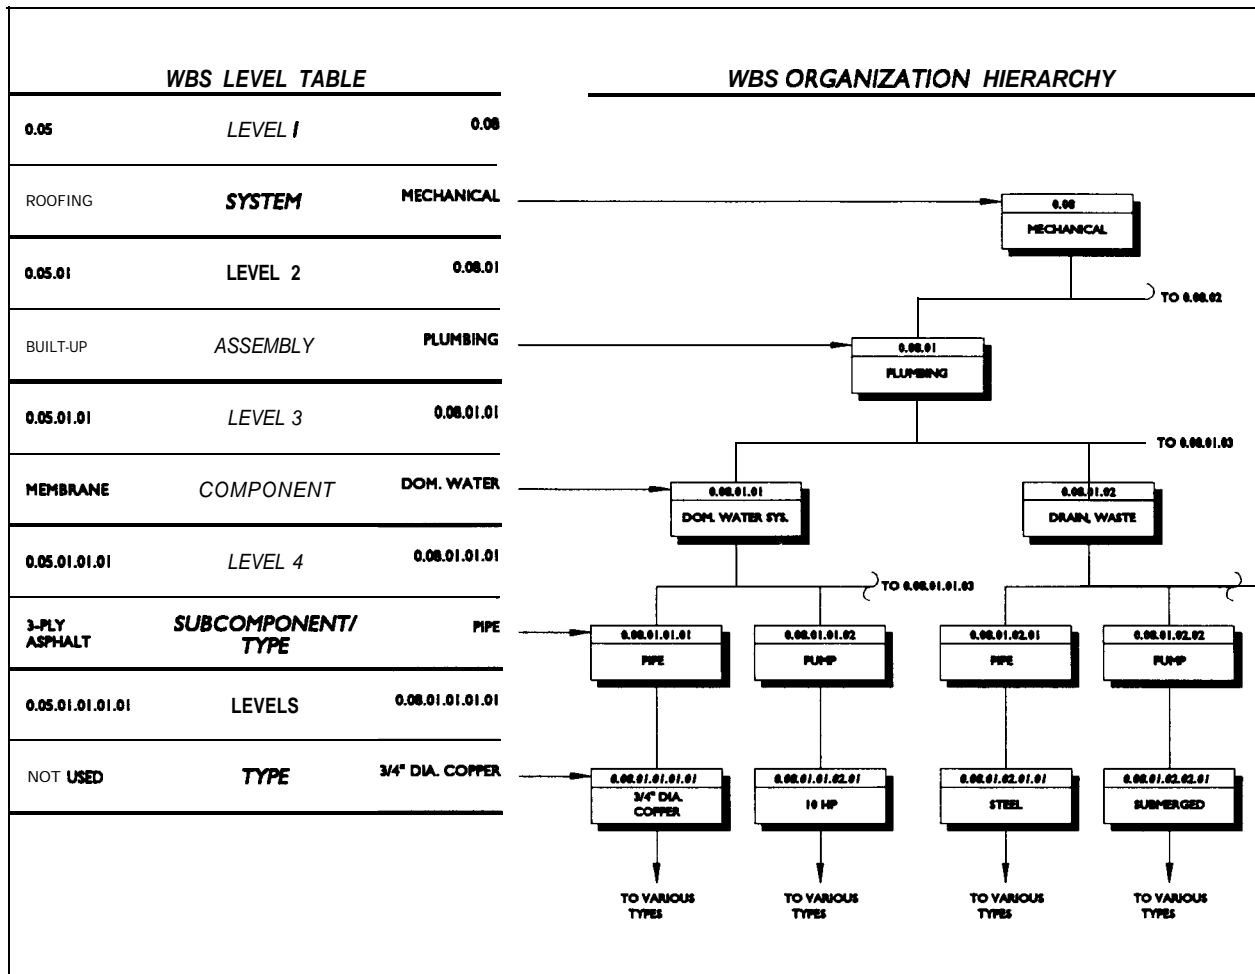 WBS LEVEL TABLE
WBS ORGANIZATION HIERARCHY
0.05 LEVEL 1 0.08
ROOFING SYSTEM MECHANICAL
0.05.01 LEVEL 2 0.08.01
BUILT-UP ASSEMBLY PLUMBING
0.05.01.01 LEVEL 3 0.08.01.01
MEMBRANE COMPONENT DOM. WATER
0.05.01.01.01 LEVEL 4 0.08.01.01.01
3-PLY
ASPHALT
SUBCOMPONENT/
TYPE
PIPE
0.05.01.01.01.01 LEVELS 0.08.01.01.01.01
NOT USED TYPE 3/4" DIA. COPPER
0.08
MECHANICAL
TO 0.08.02
0.08.01
PLUMBING
TO 0.08.01.03
0.08.01.01
DOM. WATER SYS.
0.08.01.02
DRAIN, WASTE
TO 0.08.01.01.03
0.08.01.01.01
PIPE
0.08.01.01.02
PUMP
0.08.01.02.01
PIPE
0.08.01.02.02
PUMP
0.08.01.01.01.01
3/4" DIA.
COPPER
0.08.01.01.02.01
10 HP
0.08.01.02.01.01
STEEL
0.08.01.02.02.01
SUBMERGED
TO VARIOUS
TYPES
TO VARIOUS
TYPES
TO VARIOUS
TYPES
TO VARIOUS
TYPES